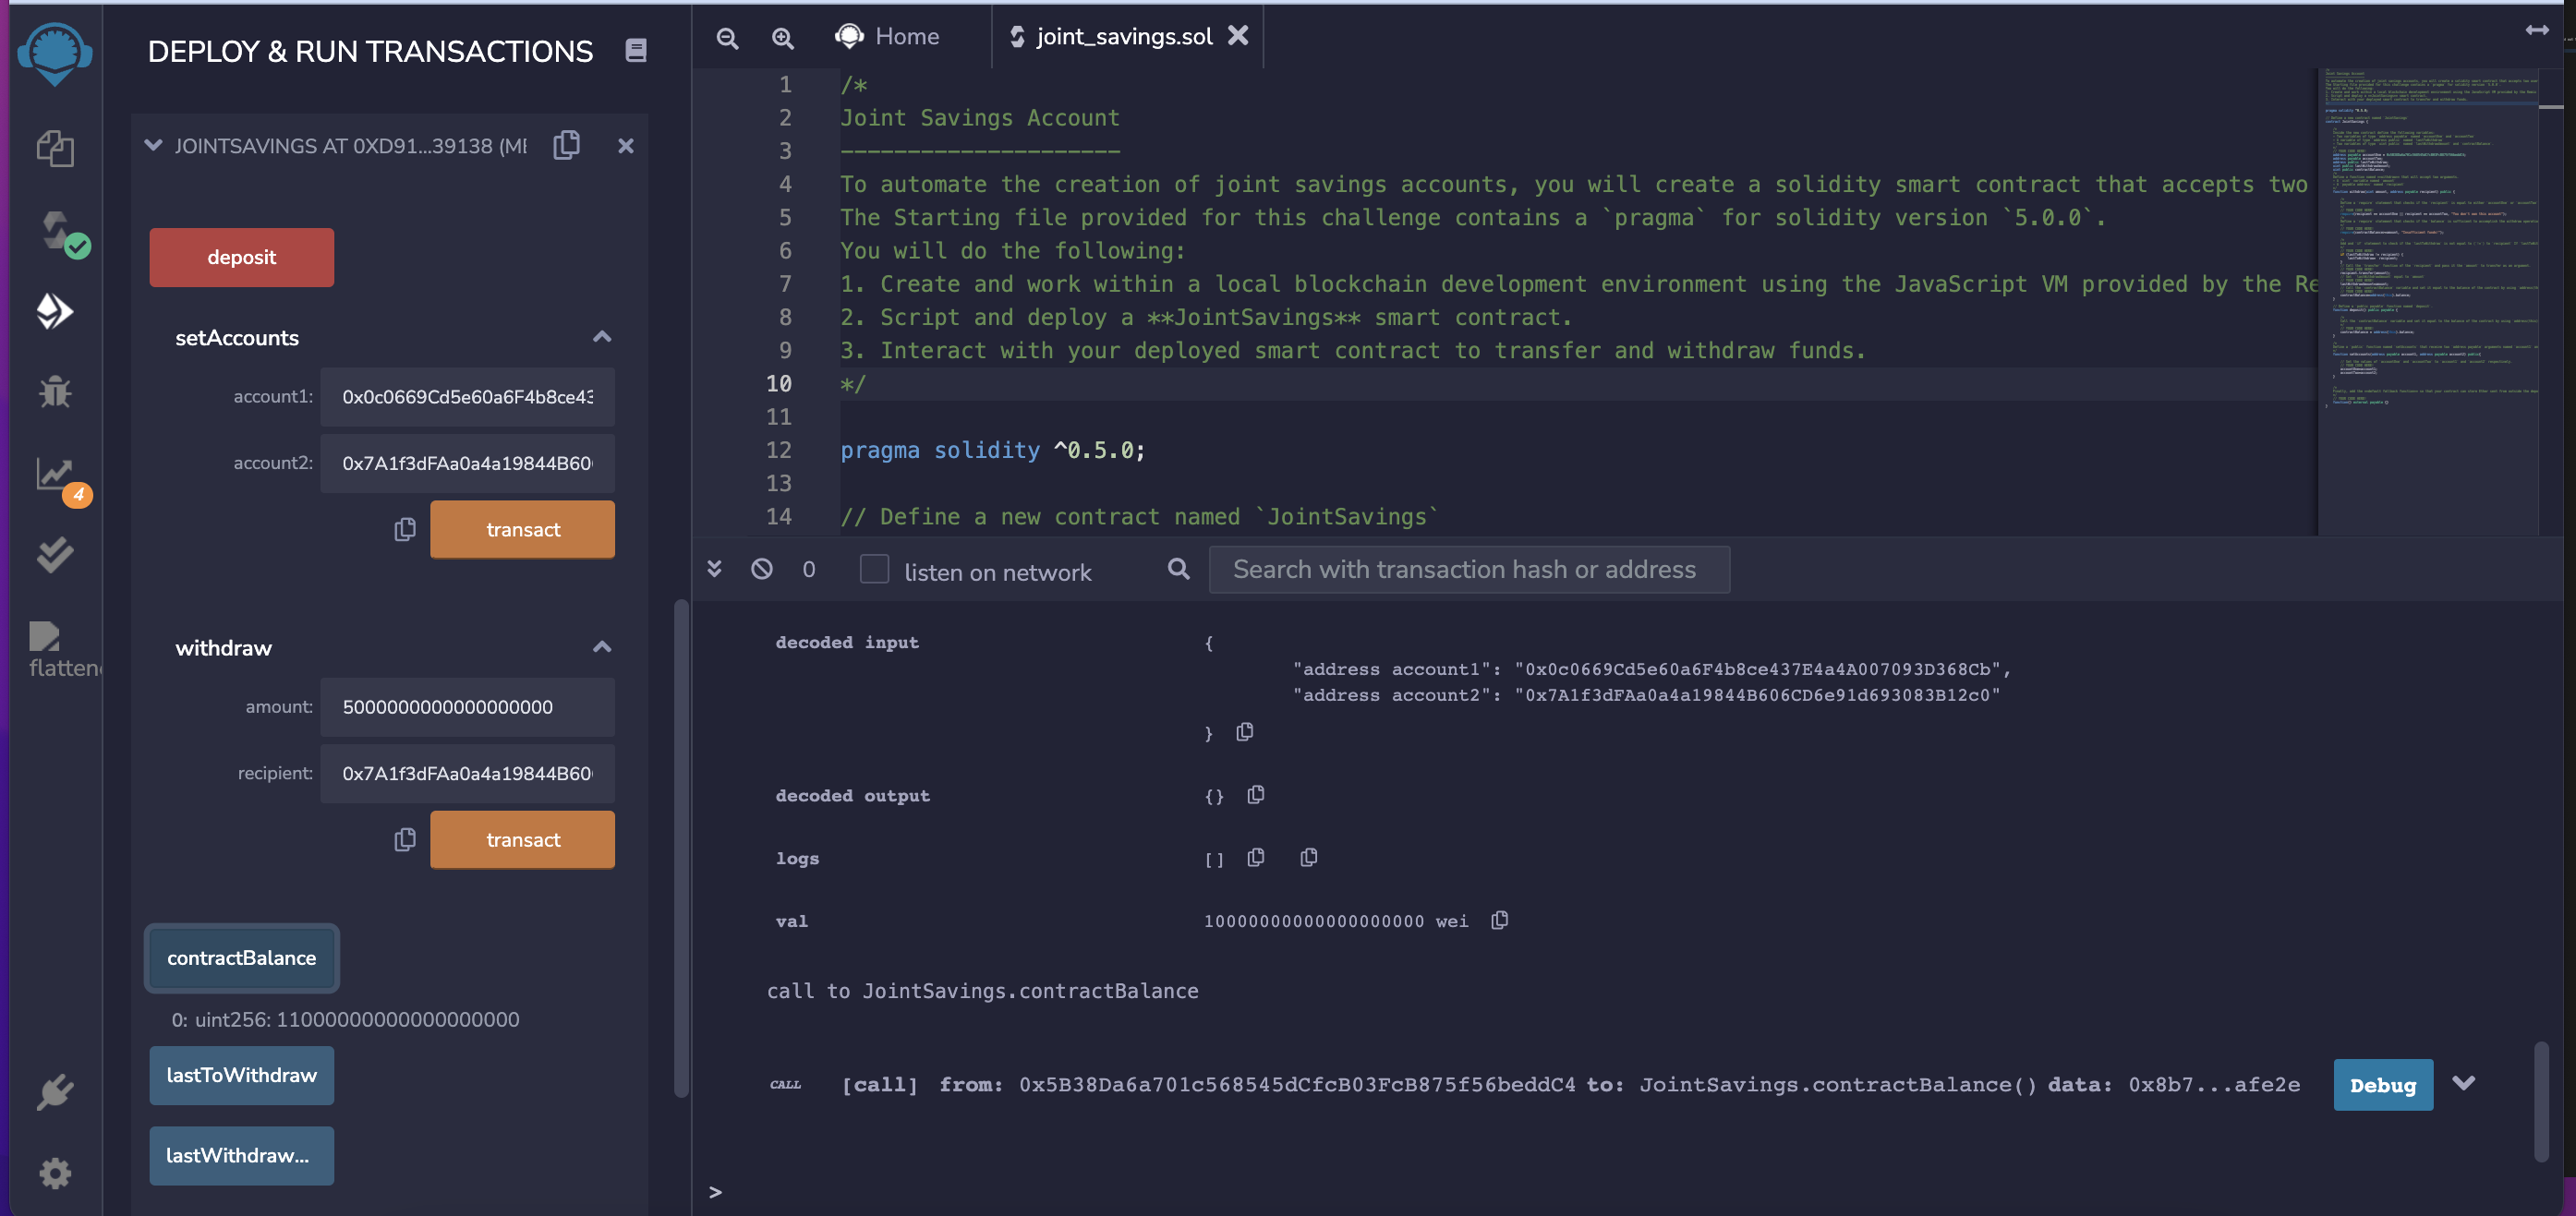 DEPLOY & RUN TRANSACTIONS
JOINTSAVINGS AT 0XD91...39138 (ME
deposit
setAccounts
account1: 0x0c0669Cd5e60a6F4b8ce43
account2: 0x7A1f3dFAa0a4a19844B60
transact
withdraw
amount: 5000000000000000000
recipient: 0x7A1f3dFAa0a4a19844B60
transact
contractBalance
0: uint256: 11000000000000000000
lastToWithdraw
lastWithdraw...
4
flattene
Home
joint_savings.sol
1 /*
2 Joint Savings Account
3 ---------------------
4 To automate the creation of joint savings accounts, you will create a solidity smart contract that accepts two
5 The Starting file provided for this challenge contains a `pragma` for solidity version `5.0.0`.
6 You will do the following:
7 1. Create and work within a local blockchain development environment using the JavaScript VM provided by the Re
8 2. Script and deploy a **JointSavings** smart contract.
9 3. Interact with your deployed smart contract to transfer and withdraw funds.
10 */
11
12 pragma solidity ^0.5.0;
13
14 // Define a new contract named `JointSavings`
0 listen on network Search with transaction hash or address
decoded input {
"address account1": "0x0c0669Cd5e60a6F4b8ce437E4a4A007093D368Cb",
"address account2": "0x7A1f3dFAa0a4a19844B606CD6e91d693083B12c0"
}
decoded output {}
logs []
val 10000000000000000000 wei
call to JointSavings.contractBalance
CALL [call] from: 0x5B38Da6a701c568545dCfcB03FcB875f56beddC4 to: JointSavings.contractBalance() data: 0x8b7...afe2e Debug
>